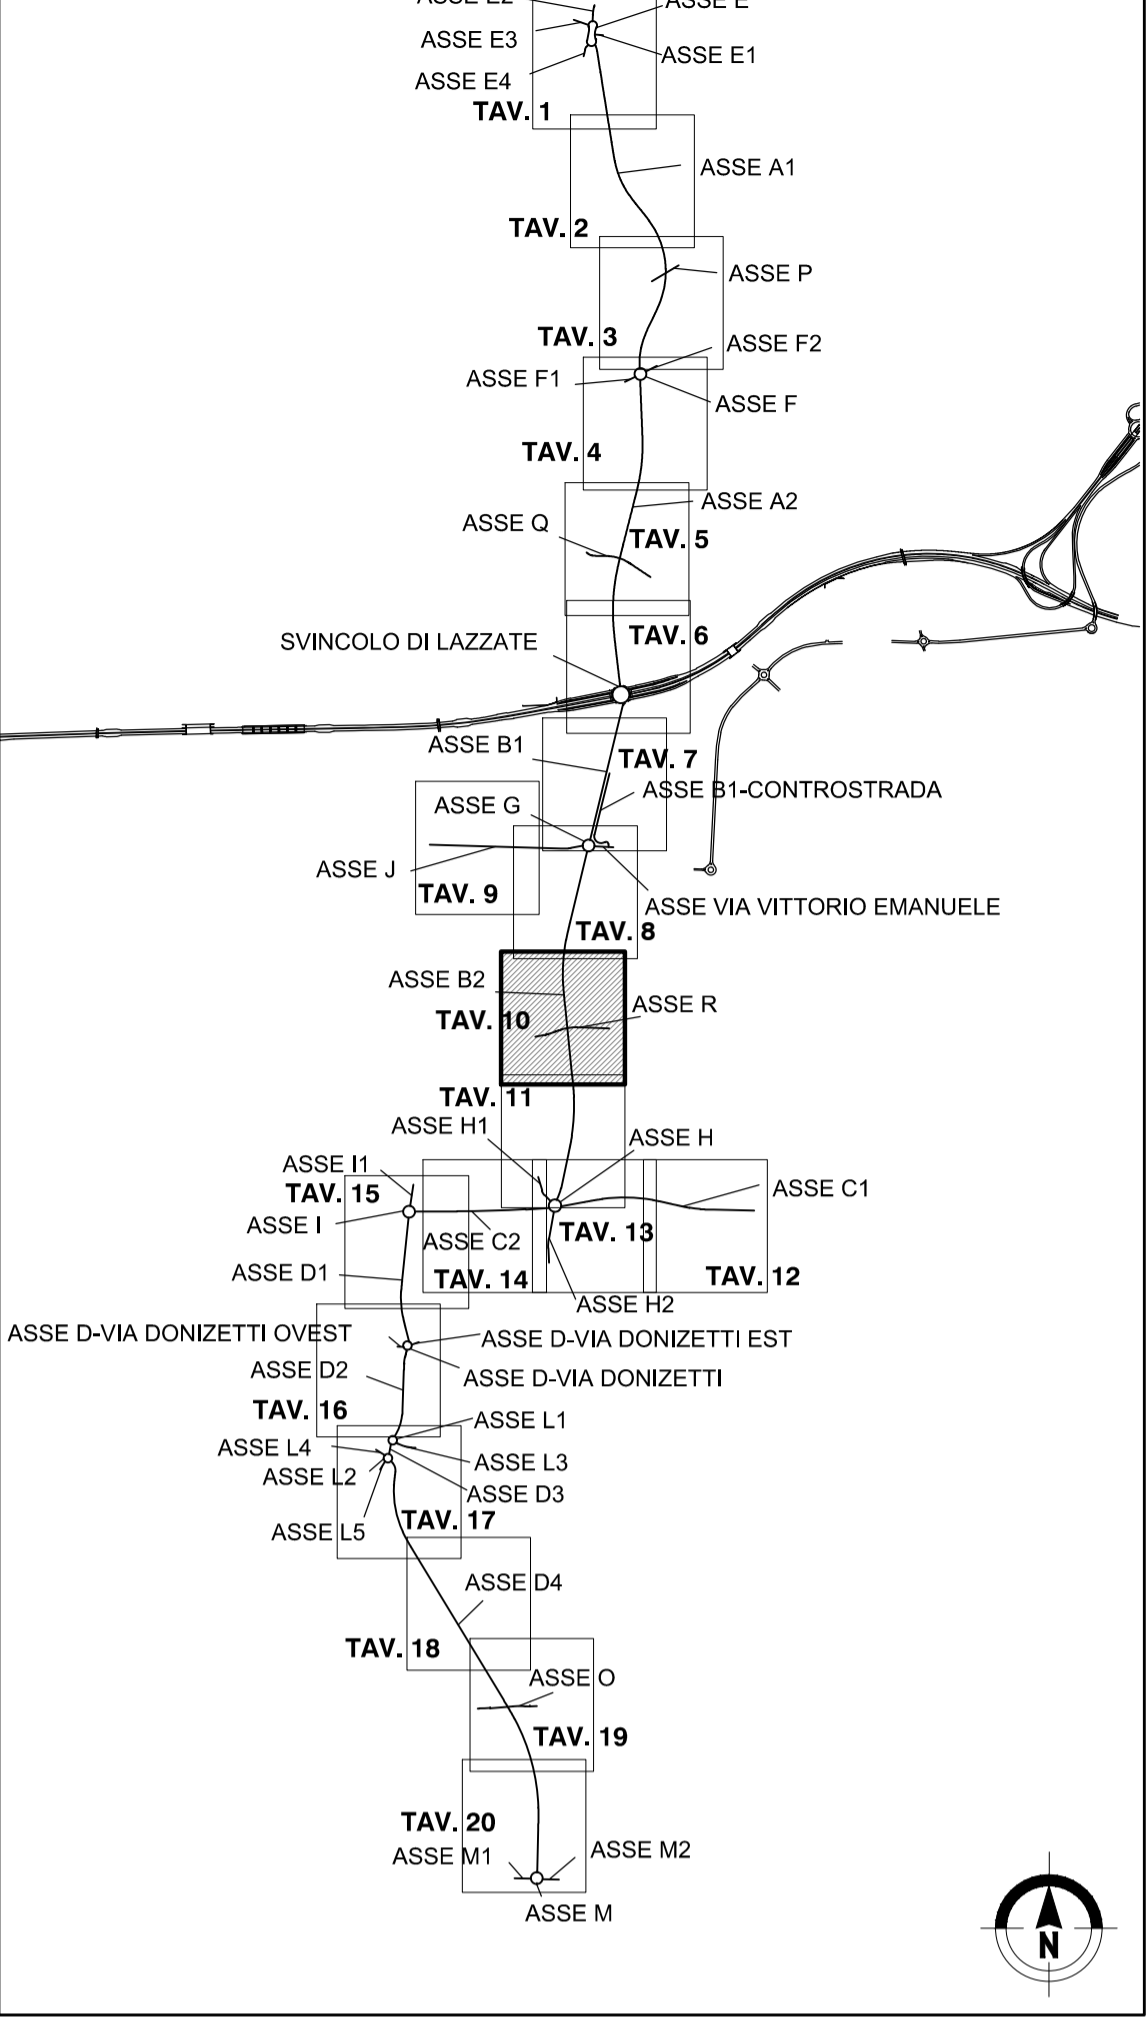 ASSE E2
ASSE E
ASSE E3
ASSE E1
ASSE E4
TAV. 1
ASSE A1
TAV. 2
ASSE P
TAV. 3
ASSE F2
ASSE F1
ASSE F
TAV. 4
ASSE A2
ASSE Q
TAV. 5
TAV. 6
SVINCOLO DI LAZZATE
ASSE B1
TAV. 7
ASSE B1-CONTROSTRADA
ASSE G
ASSE J
TAV. 9
ASSE VIA VITTORIO EMANUELE
TAV. 8
ASSE B2
ASSE R
TAV. 10
TAV. 11
ASSE H1
ASSE H
ASSE I1
TAV. 15
ASSE C1
ASSE I
TAV. 13
ASSE C2
ASSE D1
TAV. 14
TAV. 12
ASSE H2
ASSE D-VIA DONIZETTI OVEST
ASSE D-VIA DONIZETTI EST
ASSE D2
ASSE D-VIA DONIZETTI
TAV. 16
ASSE L1
ASSE L4
ASSE L3
ASSE L2
ASSE D3
TAV. 17
ASSE L5
ASSE D4
TAV. 18
ASSE O
TAV. 19
TAV. 20
ASSE M1
ASSE M2
ASSE M
N